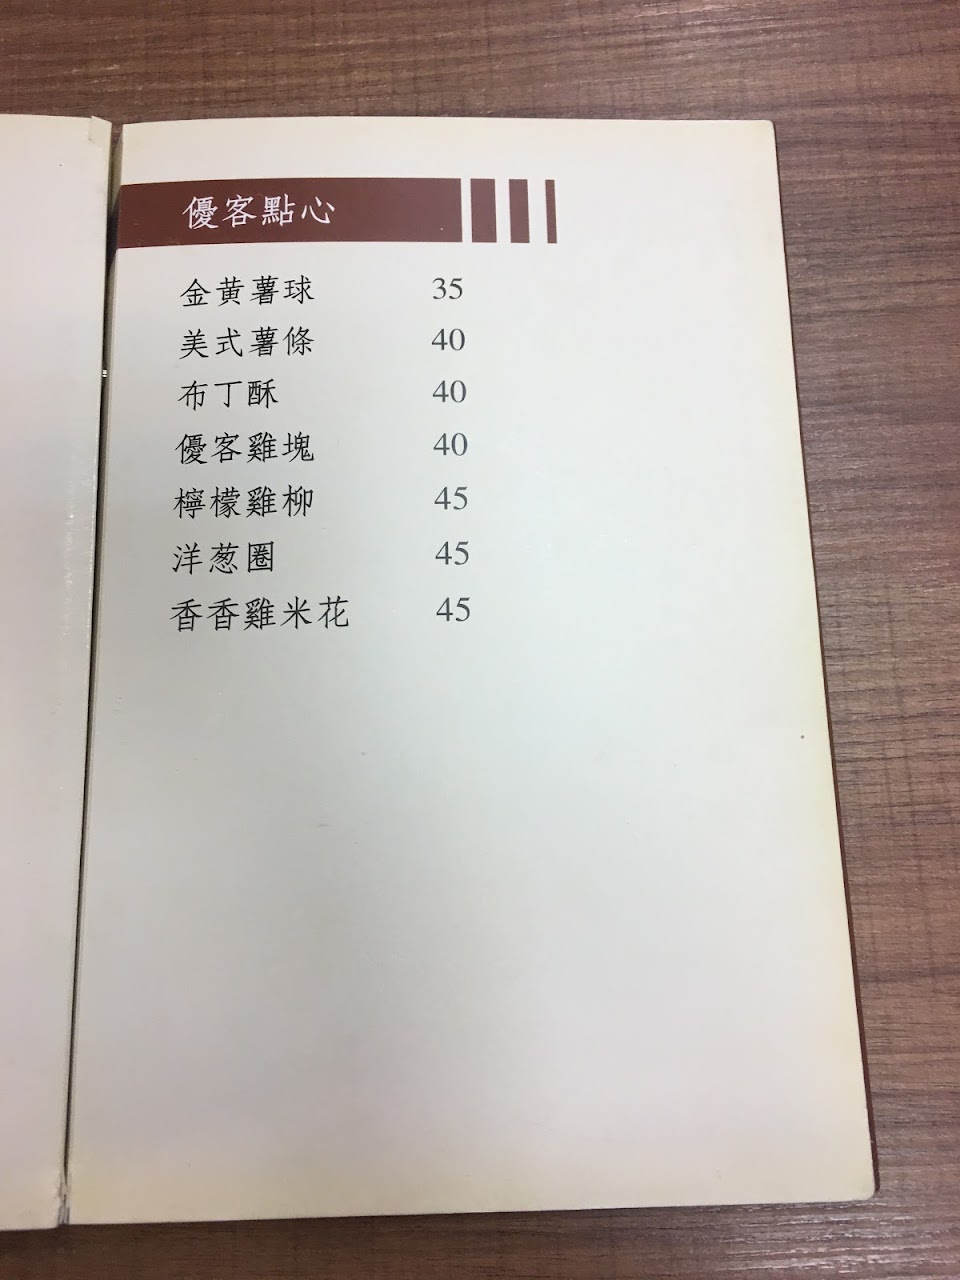 優客點心
金黄薯球 35
美式薯條 40
布丁酥 40
優客雞塊 40
檸檬雞柳 45
洋葱圈 45
香香雞米花 45